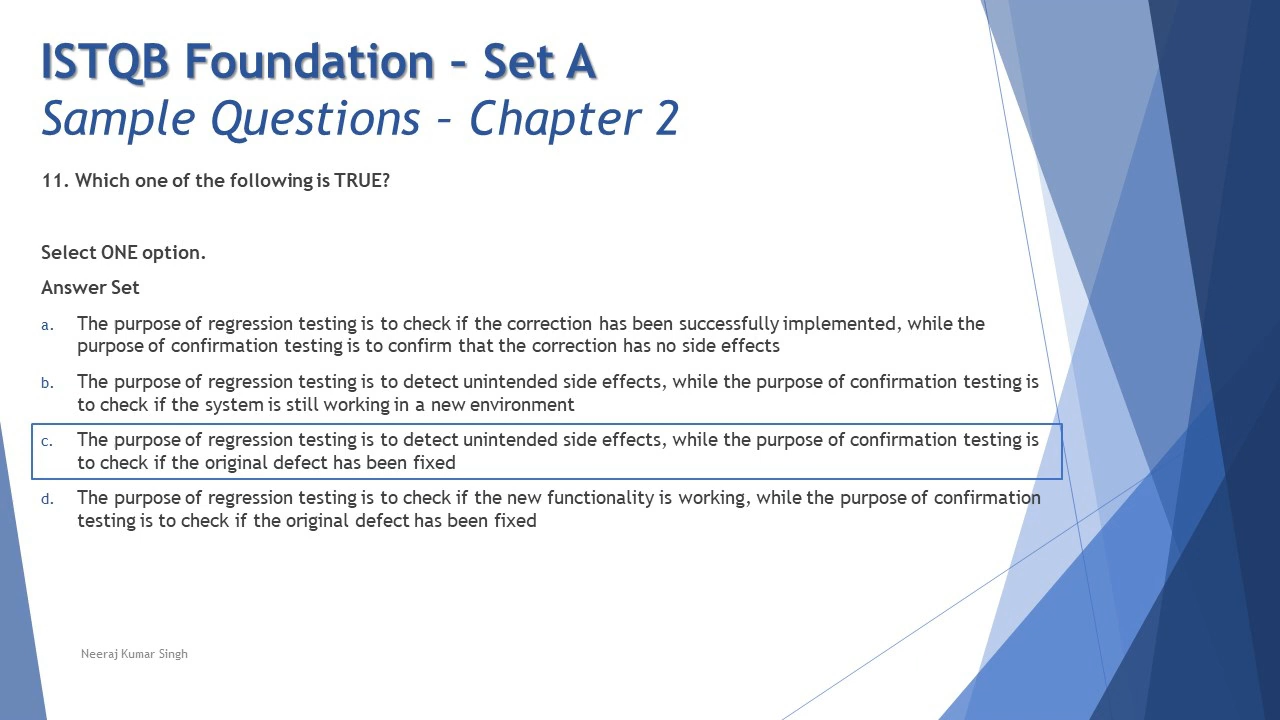 ISTQB Foundation – Set A
Sample Questions – Chapter 2
11. Which one of the following is TRUE?
Select ONE option.
Answer Set
a. The purpose of regression testing is to check if the correction has been successfully implemented, while the
purpose of confirmation testing is to confirm that the correction has no side effects
b. The purpose of regression testing is to detect unintended side effects, while the purpose of confirmation testing is
to check if the system is still working in a new environment
c. The purpose of regression testing is to detect unintended side effects, while the purpose of confirmation testing is
to check if the original defect has been fixed
d. The purpose of regression testing is to check if the new functionality is working, while the purpose of confirmation
testing is to check if the original defect has been fixed
Neeraj Kumar Singh